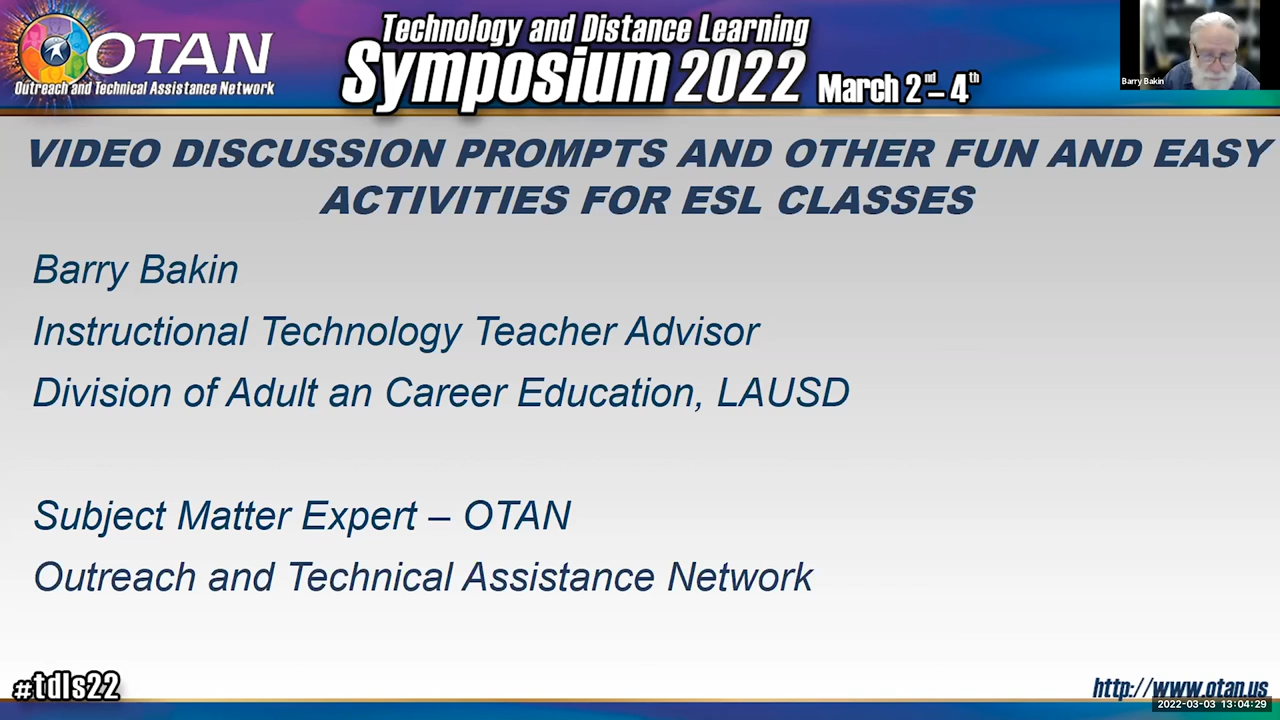 OTAN
Outreach and Technical Assistance Network
Technology and Distance Learning
Symposium 2022 March 2nd – 4th
Barry Bakin
VIDEO DISCUSSION PROMPTS AND OTHER FUN AND EASY
ACTIVITIES FOR ESL CLASSES
Barry Bakin
Instructional Technology Teacher Advisor
Division of Adult an Career Education, LAUSD
Subject Matter Expert – OTAN
Outreach and Technical Assistance Network
#tdls22
http://www.otan.us
2022-03-03 13:04:29